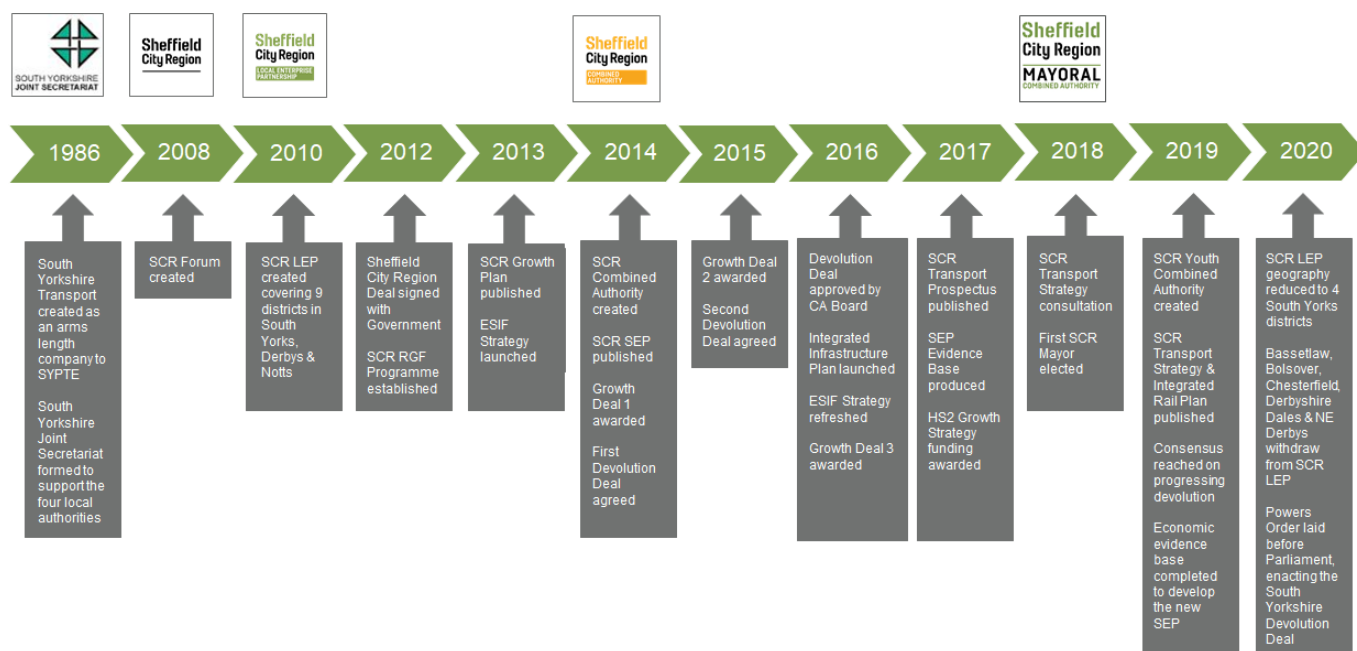 SOUTH YORKSHIRE
JOINT SECRETARIAT
Sheffield
City Region
Sheffield
City Region
LOCAL ENTERPRISE
PARTNERSHIP
Sheffield
City Region
COMBINED
AUTHORITY
Sheffield
City Region
MAYORAL
COMBINED AUTHORITY
1986
2008
2010
2012
2013
2014
2015
2016
2017
2018
2019
2020
South
Yorkshire
Transport
created as
an arms
length
company to
SYPTE
South
Yorkshire
Joint
Secretariat
formed to
support the
four local
authorities
SCR Forum
created
SCR LEP
created
covering 9
districts in
South
Yorks,
Derbys &
Notts
Sheffield
City Region
Deal signed
with
Government
SCR RGF
Programme
established
SCR Growth
Plan
published
ESIF
Strategy
launched
SCR
Combined
Authority
created
SCR SEP
published
Growth
Deal 1
awarded
First
Devolution
Deal
agreed
Growth Deal
2 awarded
Second
Devolution
Deal agreed
Devolution
Deal
approved by
CA Board
Integrated
Infrastructure
Plan launched
ESIF Strategy
refreshed
Growth Deal 3
awarded
SCR
Transport
Prospectus
published
SEP
Evidence
Base
produced
HS2 Growth
Strategy
funding
awarded
SCR
Transport
Strategy
consultation
First SCR
Mayor
elected
SCR Youth
Combined
Authority
created
SCR
Transport
Strategy &
Integrated
Rail Plan
published
Consensus
reached on
progressing
devolution
Economic
evidence
base
completed
to develop
the new
SEP
SCR LEP
geography
reduced to 4
South Yorks
districts
Bassetlaw,
Bolsover,
Chesterfield,
Derbyshire
Dales & NE
Derbys
withdraw
from SCR
LEP
Powers
Order laid
before
Parliament,
enacting the
South
Yorkshire
Devolution
Deal